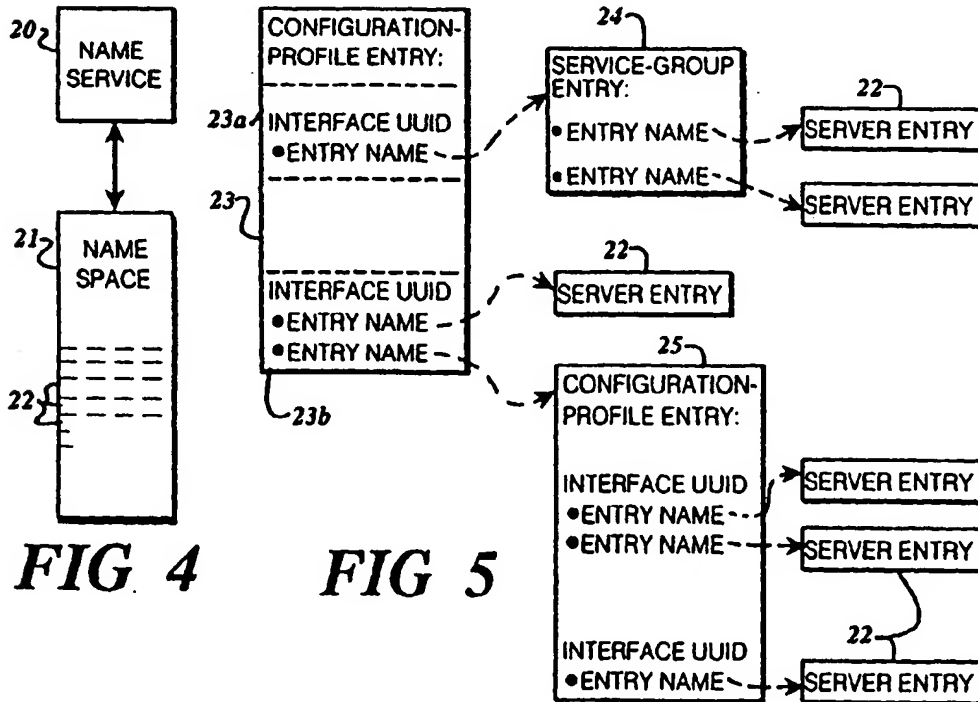 20
NAME
SERVICE
21
NAME
SPACE
22
FIG 4
CONFIGURATION-
PROFILE ENTRY:
23a
INTERFACE UUID
•ENTRY NAME
23
INTERFACE UUID
•ENTRY NAME
•ENTRY NAME
23b
FIG 5
24
SERVICE-GROUP
ENTRY:
•ENTRY NAME
•ENTRY NAME
22
SERVER ENTRY
SERVER ENTRY
22
SERVER ENTRY
25
CONFIGURATION-
PROFILE ENTRY:
INTERFACE UUID
•ENTRY NAME
•ENTRY NAME
INTERFACE UUID
•ENTRY NAME
SERVER ENTRY
SERVER ENTRY
22
SERVER ENTRY